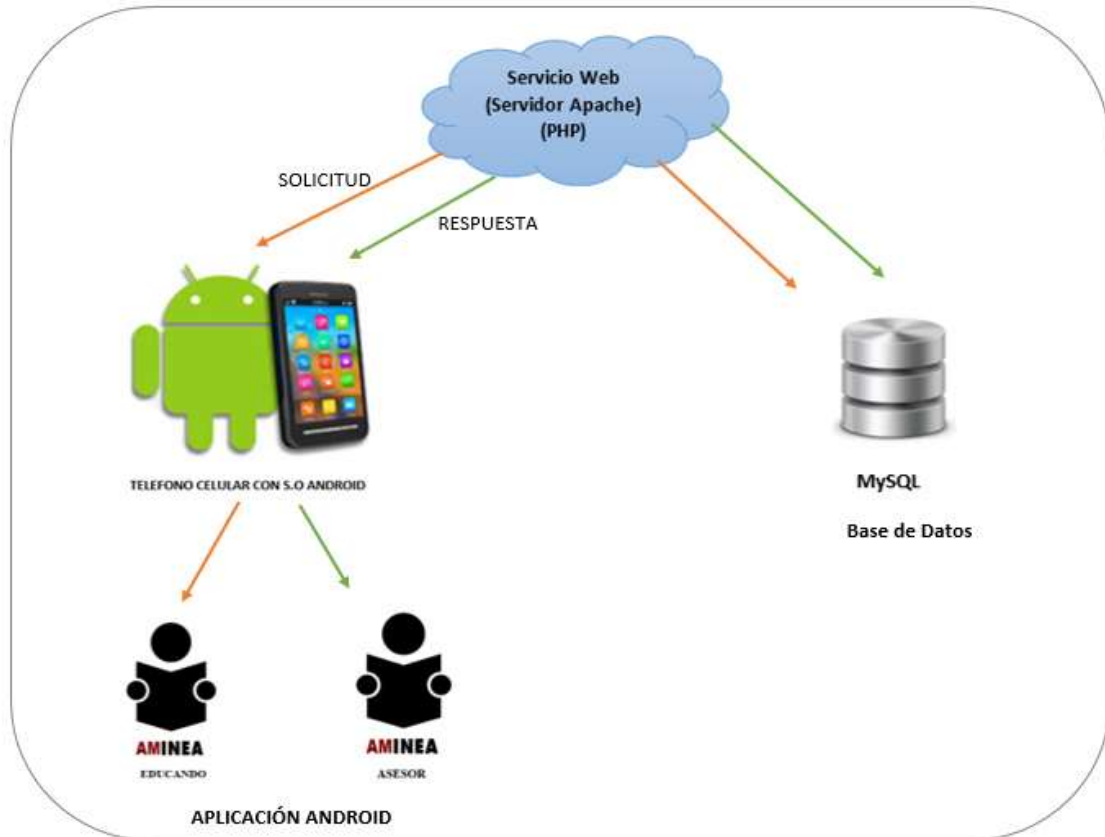 Servicio Web
(Servidor Apache)
(PHP)
SOLICITUD
RESPUESTA
TELEFONO CELULAR CON S.O ANDROID
MySQL
Base de Datos
AMINEA
EDUCANDO
AMINEA
ASESOR
APLICACIÓN ANDROID